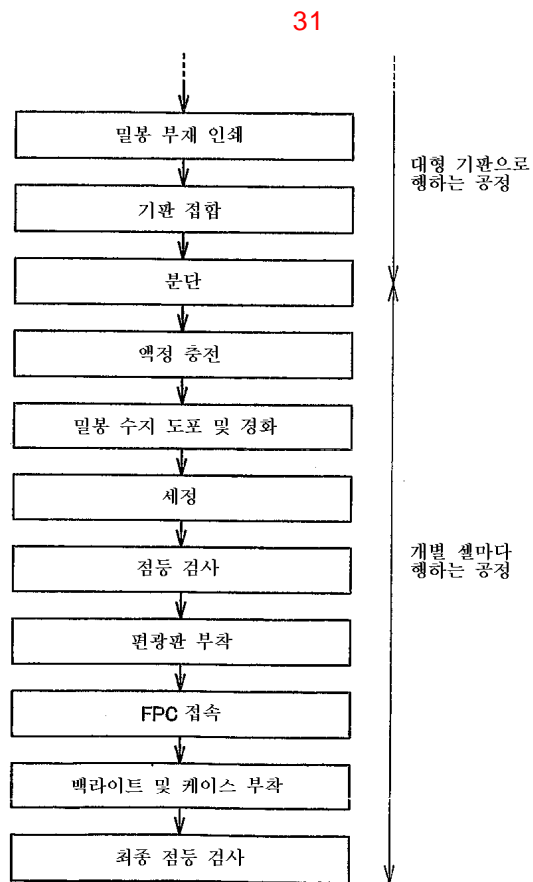 31
밀봉 부재 인쇄
기판 접합
분단
액정 충전
밀봉 수지 도포 및 경화
세정
점등 검사
편광판 부착
FPC 접속
백라이트 및 케이스 부착
최종 점등 검사
대형 기판으로
행하는 공정
개별 셀마다
행하는 공정